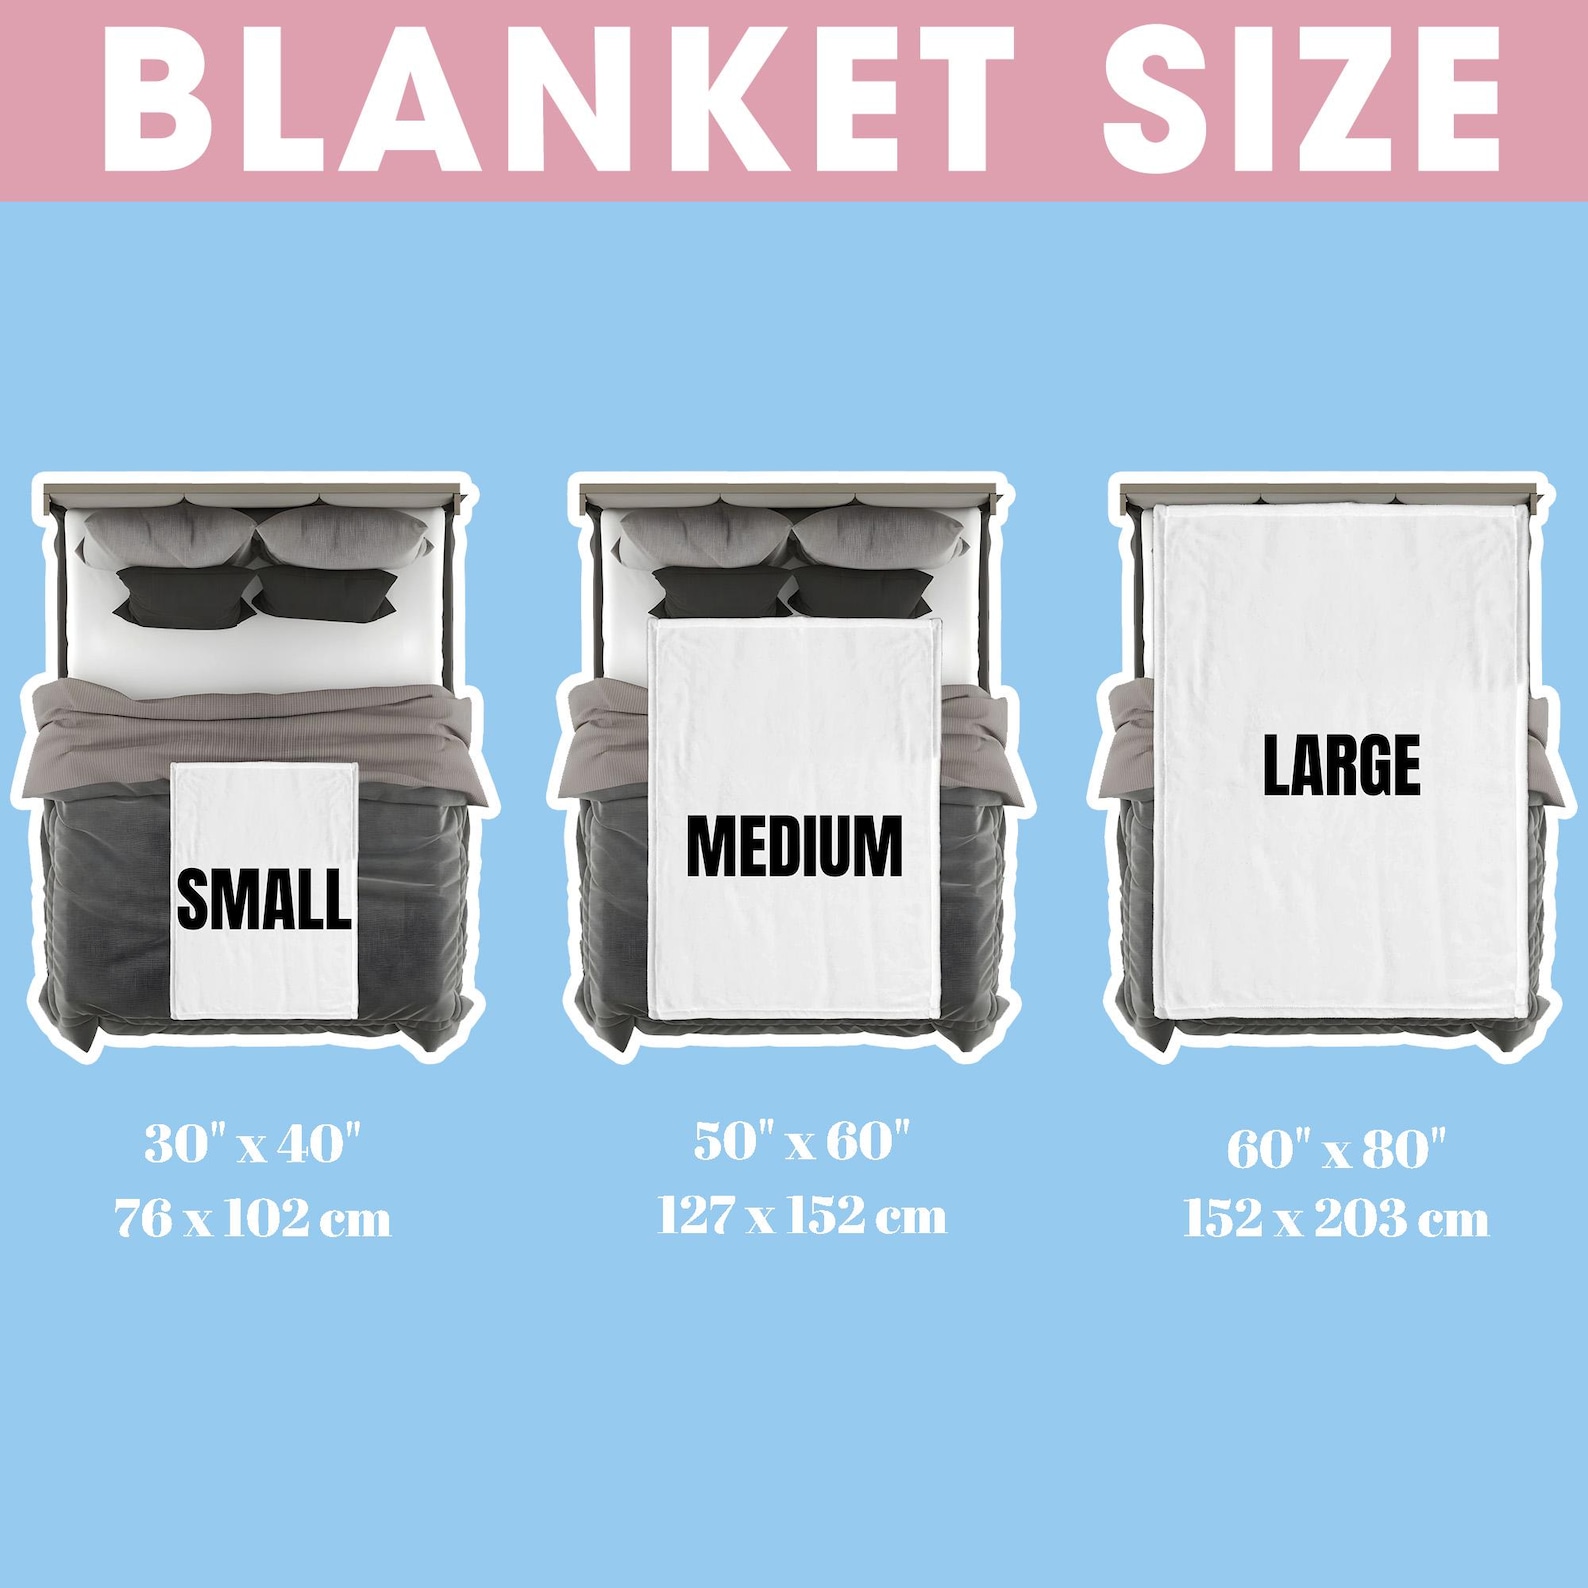 BLANKET SIZE
SMALL
MEDIUM
LARGE
30" x 40"
76 x 102 cm
50" x 60"
127 x 152 cm
60" x 80"
152 x 203 cm